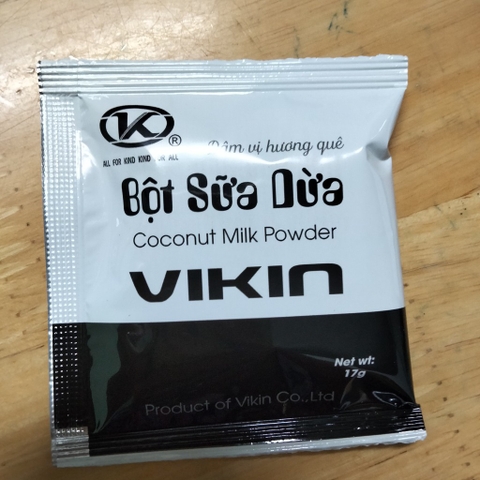 K
®
ALL FOR KIND KIND FOR ALL
Đậm vị hương quê
Bột Sữa Dừa
Coconut Milk Powder
VIKIN
Net wt:
17g
Product of Vikin Co.,Ltd